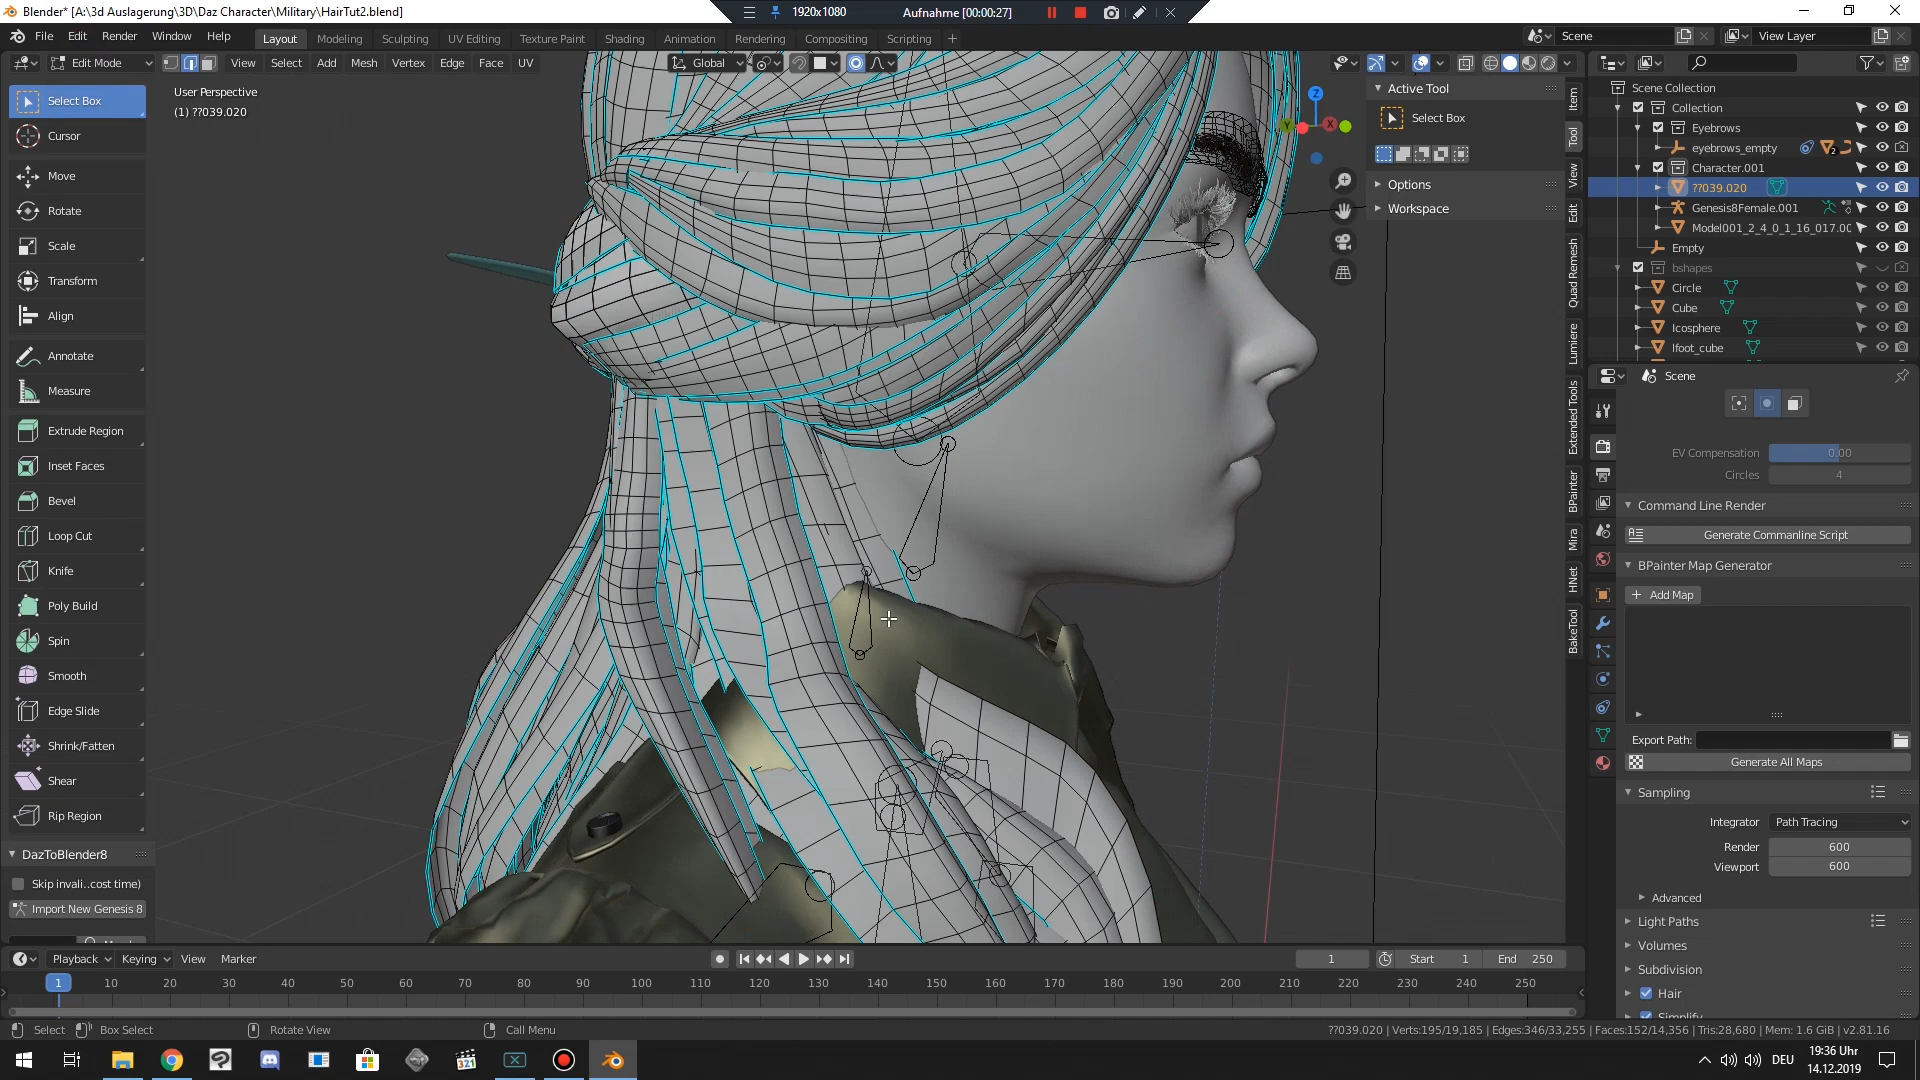 Blender* [A:\3d Auslagerung\3D\Daz Character\Military\HairTut2.blend]
1920x1080
Aufnahme [00:00:27]
File Edit Render Window Help
Layout Modeling Sculpting UV Editing Texture Paint Shading Animation Rendering Compositing Scripting
Scene
View Layer
Edit Mode
View Select Add Mesh Vertex Edge Face UV
Global
User Perspective
(1) ??039.020
Select Box
Cursor
Move
Rotate
Scale
Transform
Align
Annotate
Measure
Extrude Region
Inset Faces
Bevel
Loop Cut
Knife
Poly Build
Spin
Smooth
Edge Slide
Shrink/Fatten
Shear
Rip Region
DazToBlender8
Skip invali..cost time)
Import New Genesis 8
Z
Y
X
Active Tool
Select Box
Options
Workspace
Item
Tool
View
Edit
Quad Remesh
Lumiere
Extended Tools
BPainter
Mira
HNet
BakeTool
Scene Collection
Collection
Eyebrows
eyebrows_empty
2
Character.001
??039.020
Genesis8Female.001
Model001_2_4_0_1_16_017.00
Empty
bshapes
Circle
Cube
Icosphere
lfoot_cube
Scene
EV Compensation 0.00
Circles 4
Command Line Render
Generate Commanline Script
BPainter Map Generator
Add Map
Export Path:
Generate All Maps
Sampling
Integrator Path Tracing
Render 600
Viewport 600
Advanced
Light Paths
Volumes
Subdivision
Hair
Simplify
Playback Keying View Marker
1
Start 1
End 250
1 10 20 30 40 50 60 70 80 90 100 110 120 130 140 150 160 170 180 190 200 210 220 230 240 250
Select Box Select Rotate View Call Menu
??039.020 | Verts:195/19,185 | Edges:346/33,255 | Faces:152/14,356 | Tris:28,680 | Mem: 1.6 GiB | v2.81.16
321
DEU
19:36 Uhr
14.12.2019